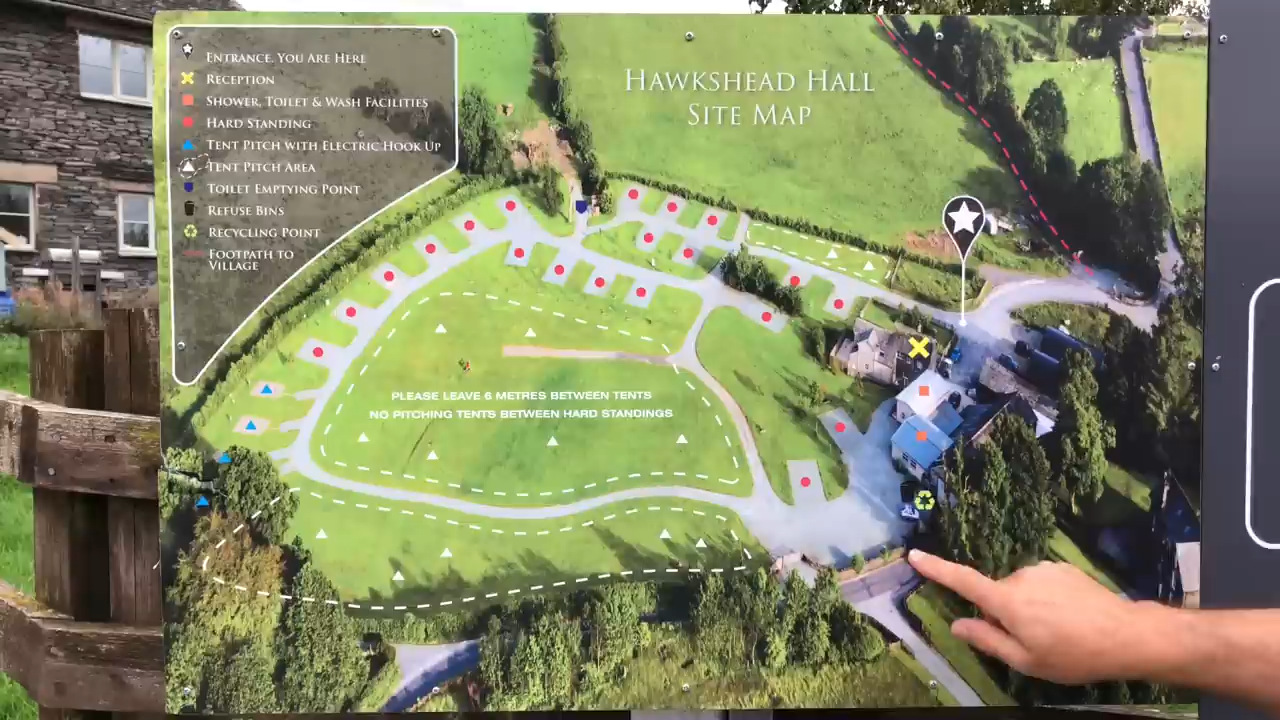 Entrance. You Are Here
Reception
Shower, Toilet & Wash Facilities
Hard Standing
Tent Pitch with Electric Hook Up
Tent Pitch Area
Toilet Emptying Point
Refuse Bins
Recycling Point
Footpath to
Village
Hawkshead Hall
Site Map
PLEASE LEAVE 6 METRES BETWEEN TENTS
NO PITCHING TENTS BETWEEN HARD STANDINGS